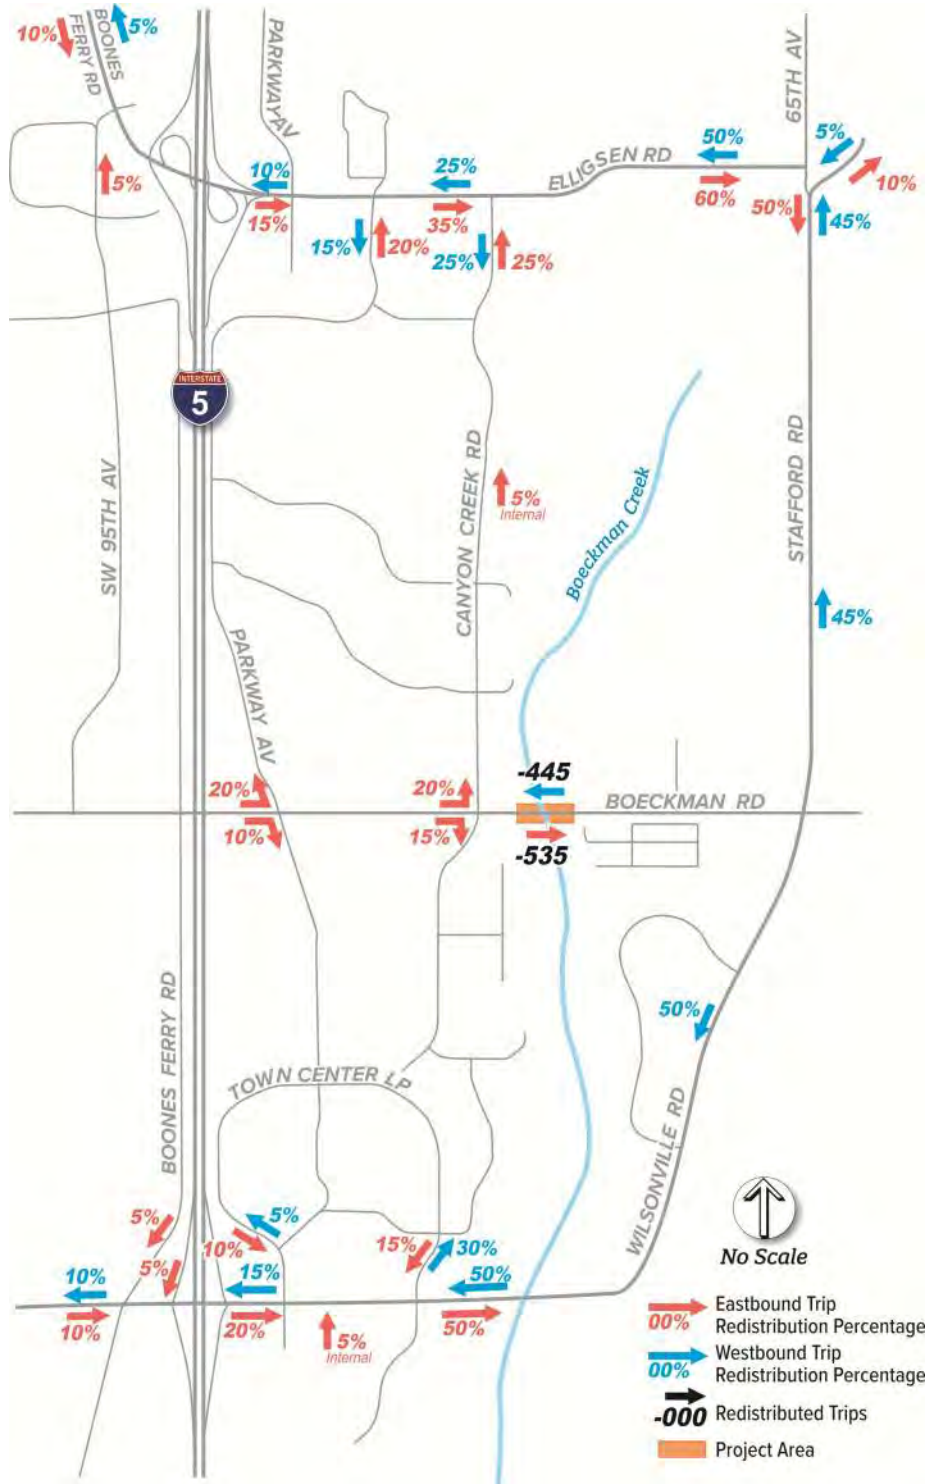 10%
BOONES
FERRY RD
5%
PARKWAY AV
65TH AV
5%
10%
15%
25%
35%
ELLIGSEN RD
50%
60%
5%
10%
50%
45%
15%
20%
25%
25%
INTERSTATE
5
SW 95TH AV
CANYON CREEK RD
5%
Internal
Boeckman Creek
STAFFORD RD
45%
PARKWAY AV
20%
10%
20%
15%
-445
-535
BOECKMAN RD
50%
BOONES FERRY RD
TOWN CENTER LP
WILSONVILLE RD
5%
5%
10%
10%
10%
5%
15%
20%
15%
30%
50%
50%
5%
Internal
No Scale
00%
Eastbound Trip
Redistribution Percentage
00%
Westbound Trip
Redistribution Percentage
-000
Redistributed Trips
Project Area